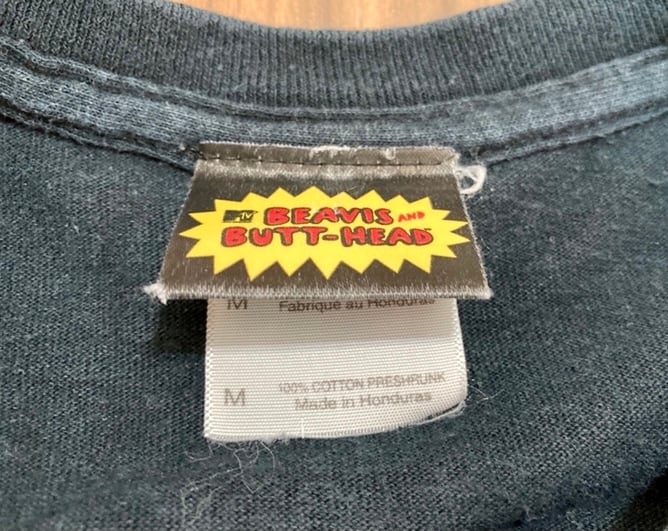 MTV BEAVIS AND
BUTT-HEAD
M Fabriqué au Honduras
M 100% COTTON PRESHRUNK
Made in Honduras